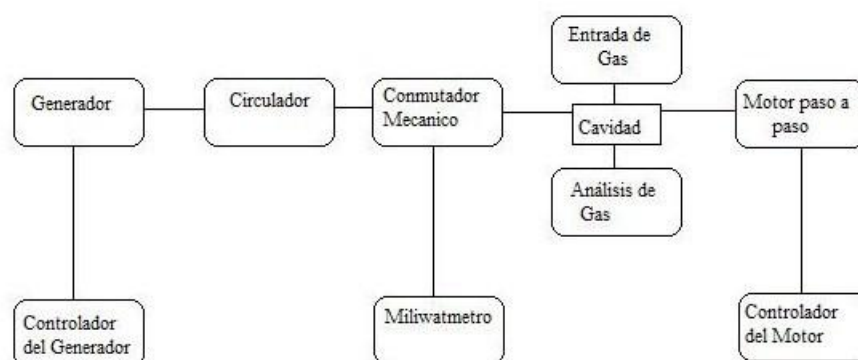 Entrada de
Gas
Generador
Circulador
Conmutador
Mecanico
Cavidad
Motor paso a
paso
Análisis de
Gas
Controlador
del Generador
Miliwatmetro
Controlador
del Motor